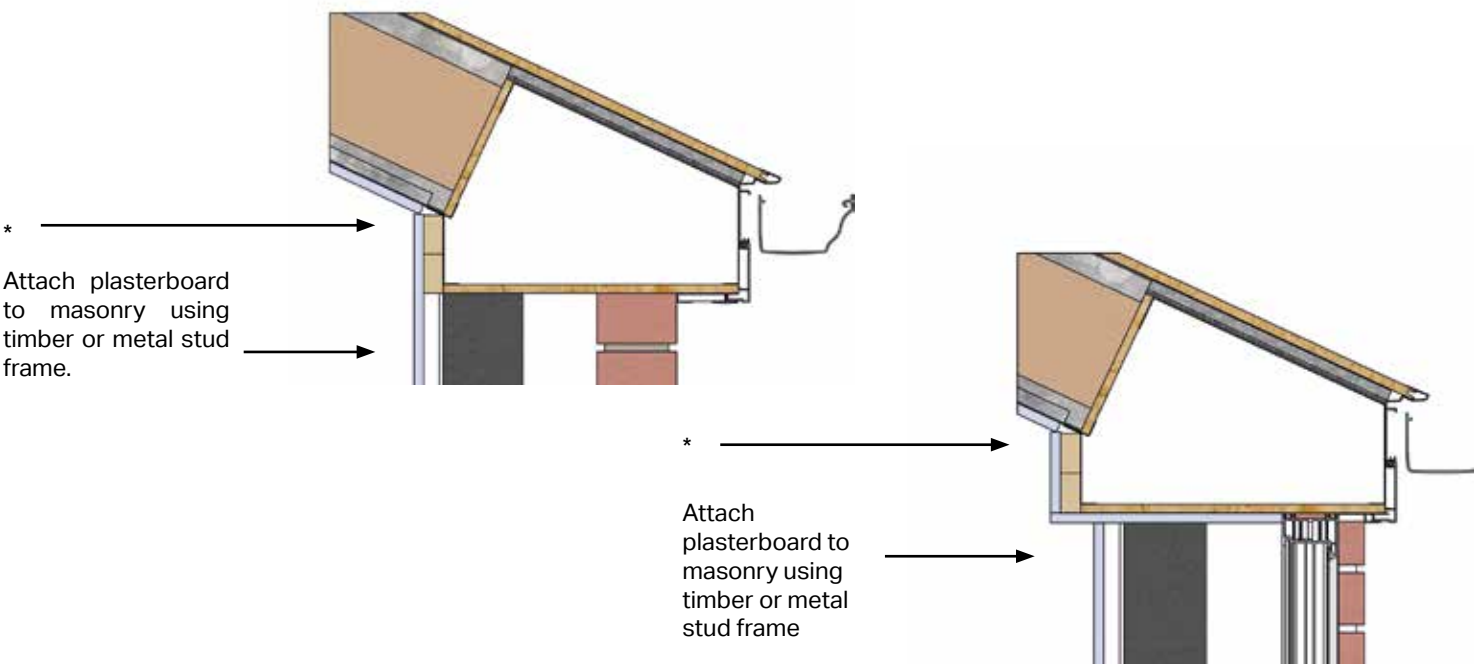 *
Attach plasterboard
to masonry using
timber or metal stud
frame.
*
Attach
plasterboard to
masonry using
timber or metal
stud frame